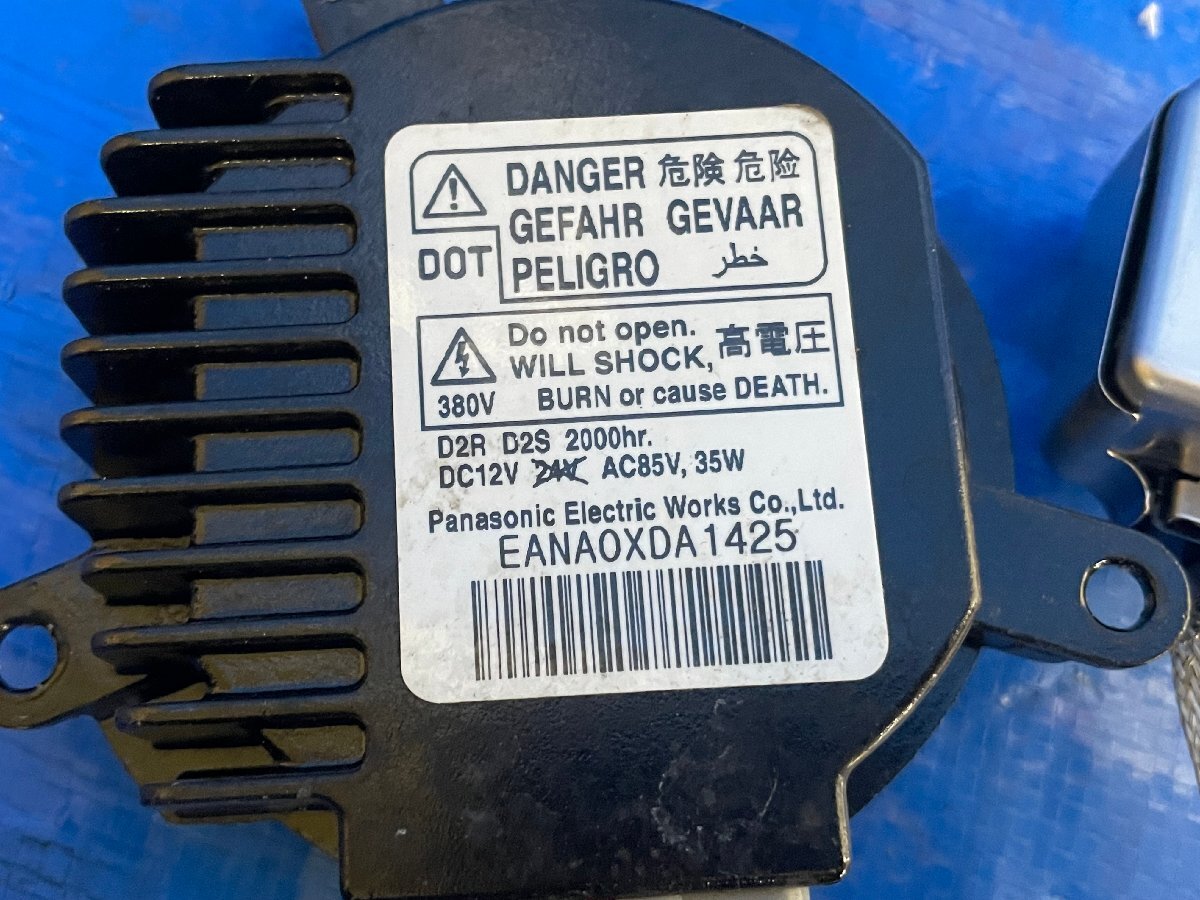 DANGER 危険 危险
GEFAHR GEVAAR
DOT PELIGRO خطر
Do not open. 高電圧
WILL SHOCK,
380V BURN or cause DEATH.
D2R D2S 2000hr.
DC12V 24V AC85V, 35W
Panasonic Electric Works Co.,Ltd.
EANA0XDA1425